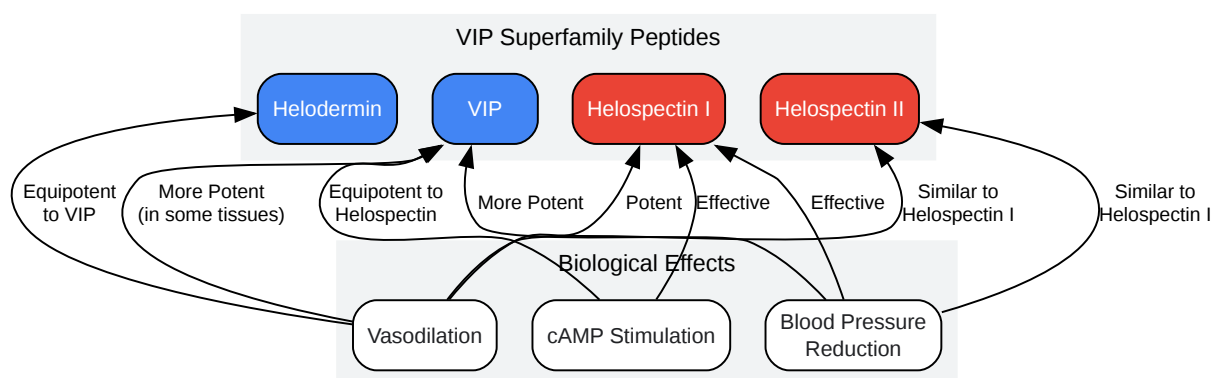 VIP Superfamily Peptides
Helodermin
VIP
Helospectin I
Helospectin II
Equipotent
to VIP
More Potent
(in some tissues)
Equipotent to
Helospectin
More Potent
Potent
Effective
Effective
Similar to
Helospectin I
Similar to
Helospectin I
Biological Effects
Vasodilation
cAMP Stimulation
Blood Pressure
Reduction